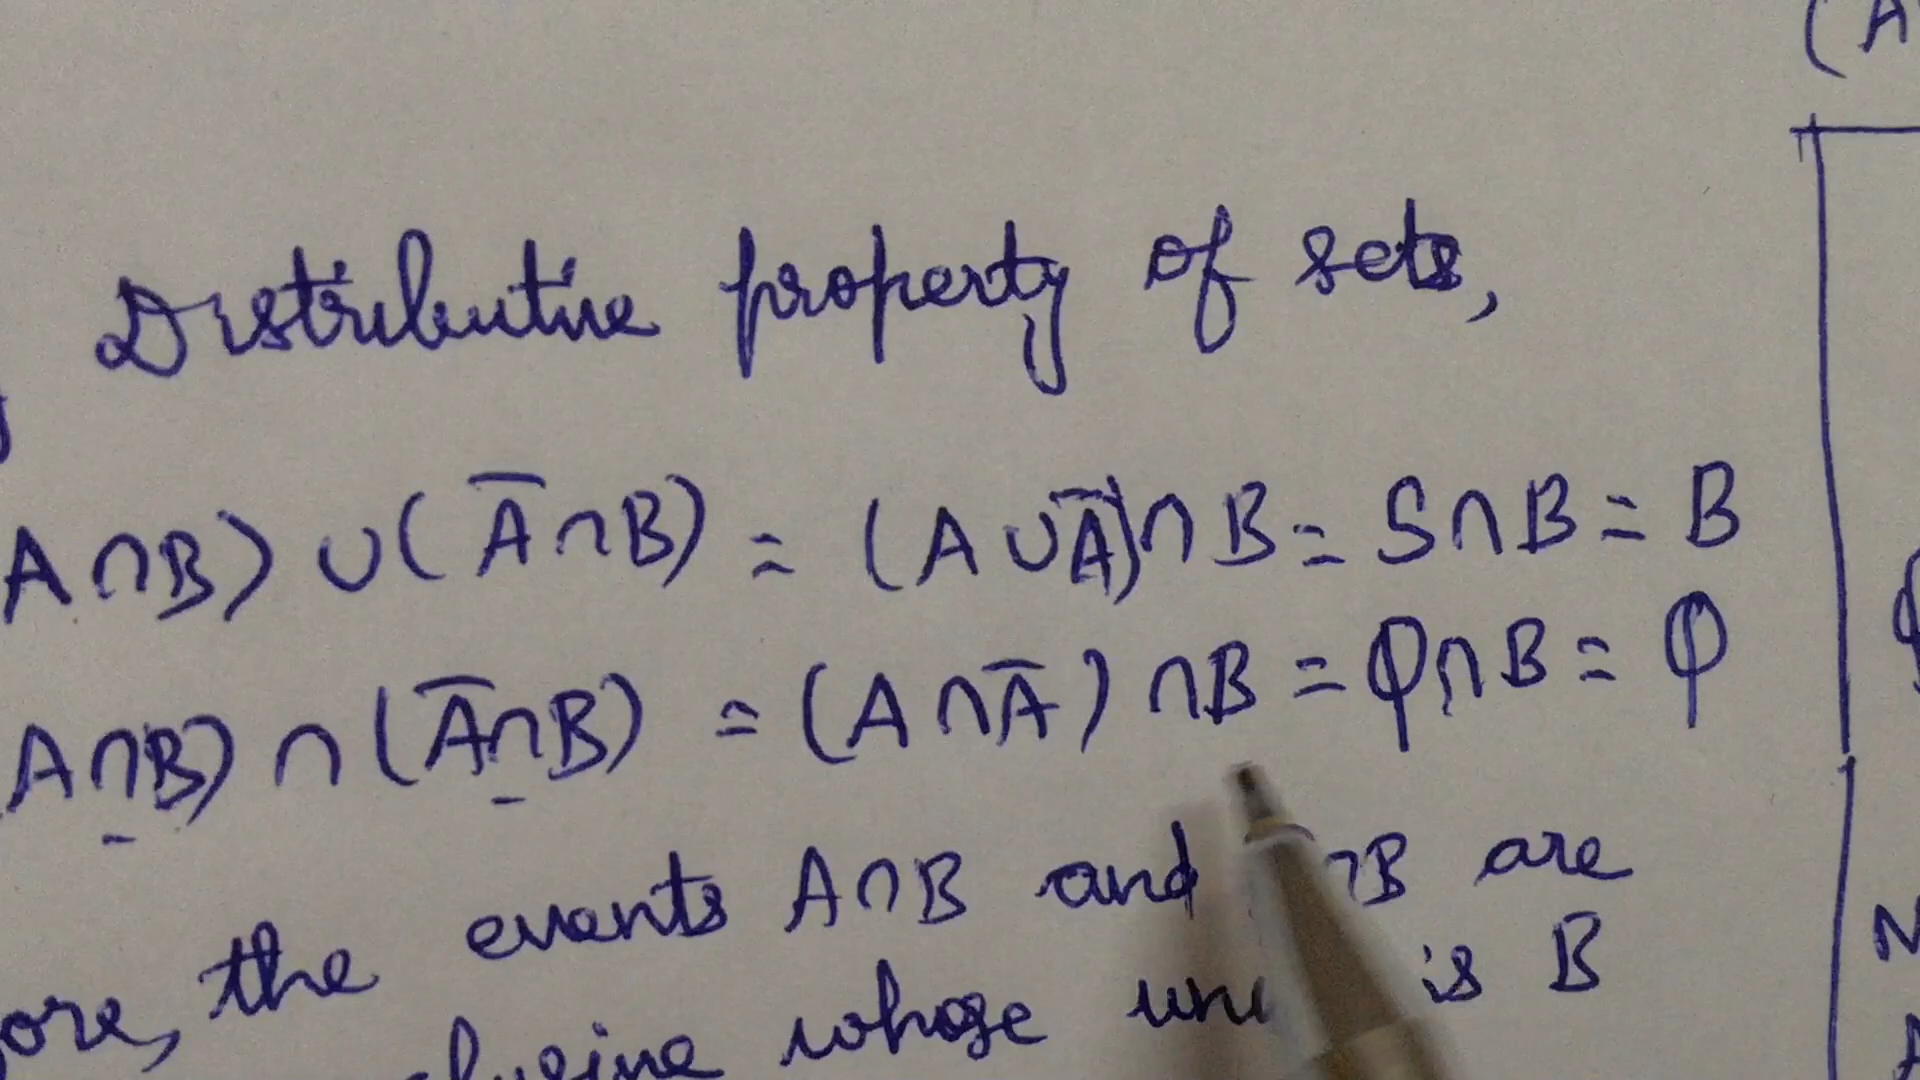 Distributive property of sets,
A∩B) ∪ (A̅∩B) = (A∪A̅)∩B = S∩B = B
A∩B) ∩ (A̅∩B) = (A∩A̅) ∩B = φ∩B = φ
the events A∩B and ∩B are
whose is B
(A